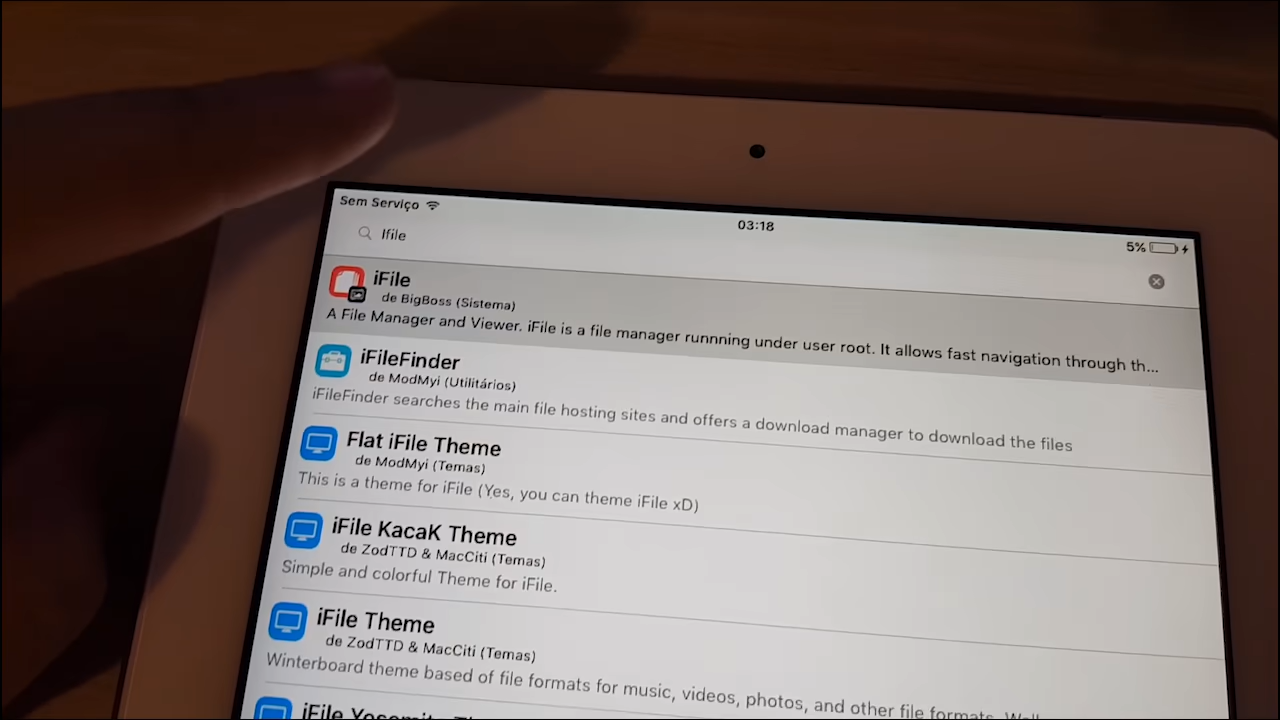 Sem Serviço
03:18
5%
Ifile
iFile
de BigBoss (Sistema)
A File Manager and Viewer. iFile is a file manager runnning under user root. It allows fast navigation through th...
iFileFinder
de ModMyi (Utilitários)
iFileFinder searches the main file hosting sites and offers a download manager to download the files
Flat iFile Theme
de ModMyi (Temas)
This is a theme for iFile (Yes, you can theme iFile xD)
iFile KacaK Theme
de ZodTTD & MacCiti (Temas)
Simple and colorful Theme for iFile.
iFile Theme
de ZodTTD & MacCiti (Temas)
Winterboard theme based of file formats for music, videos, photos, and other file formats.
iFile Yosemite